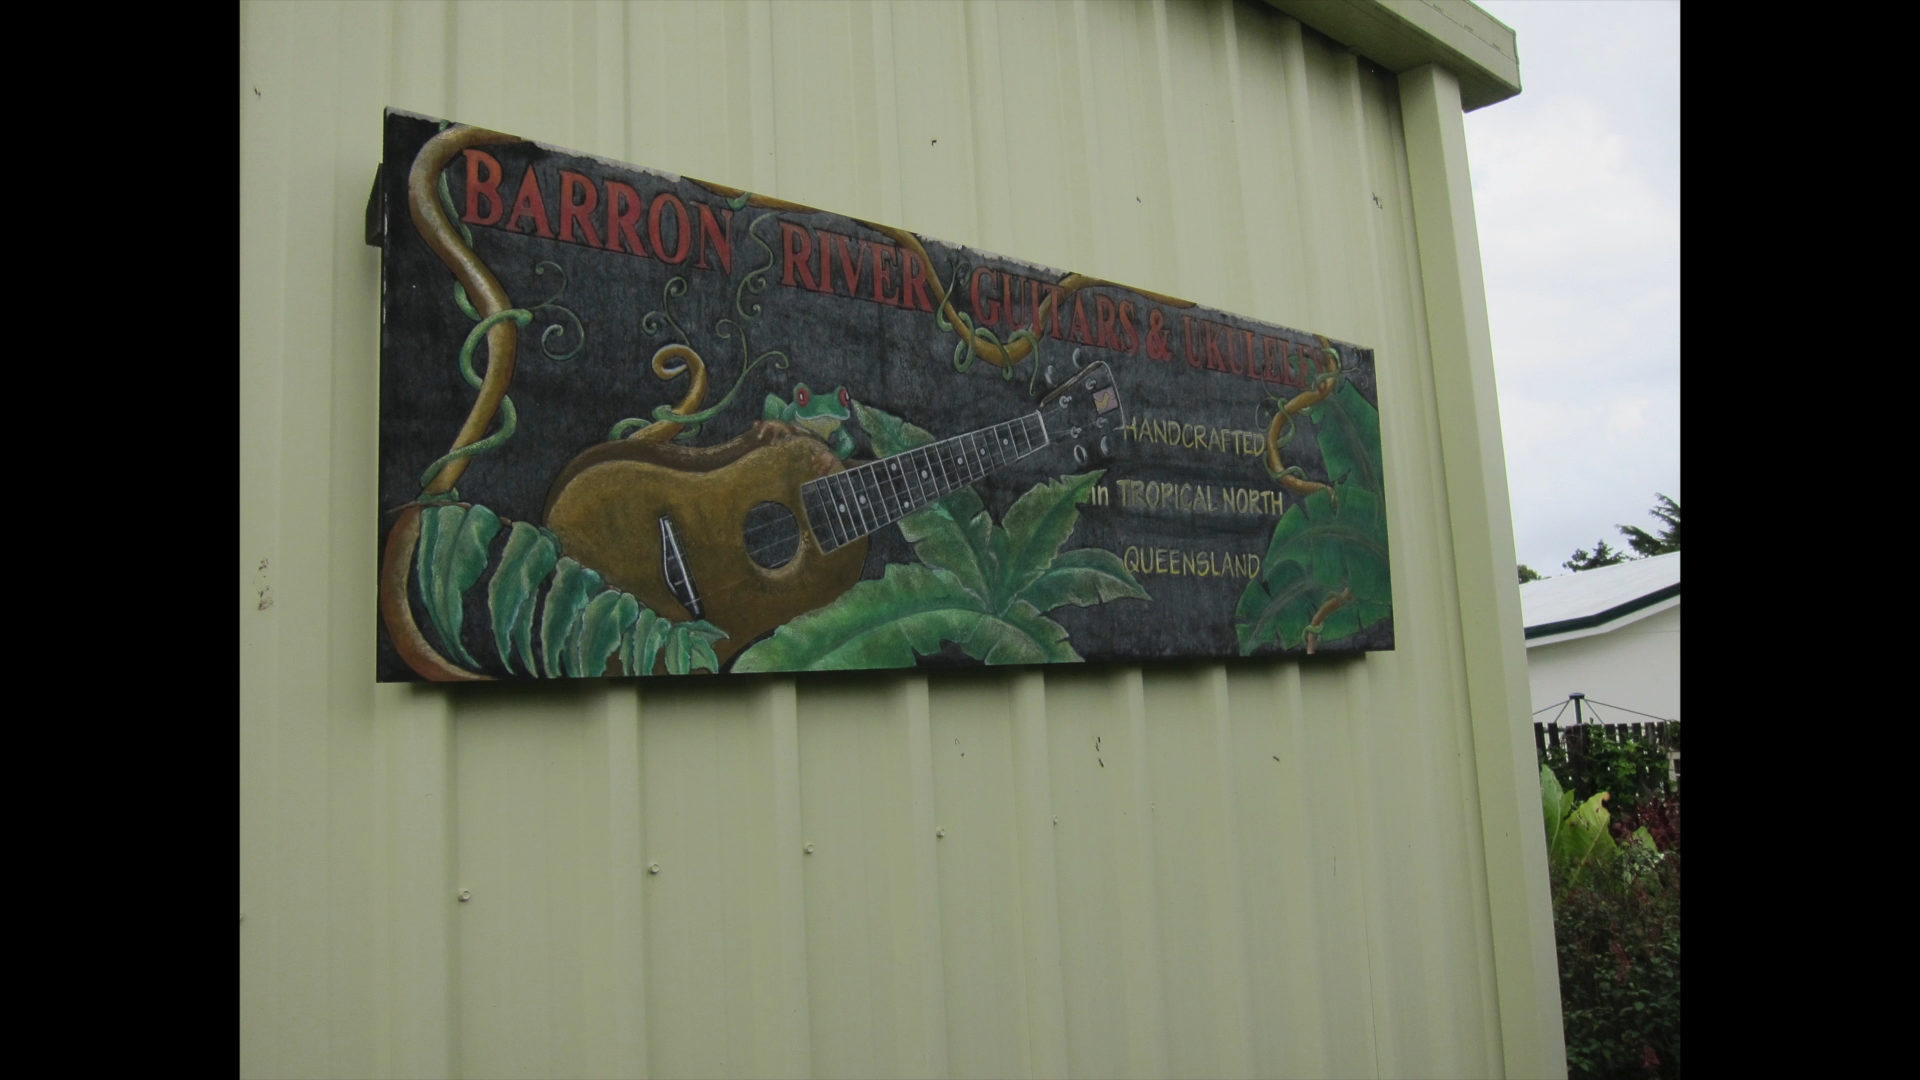 BARRON RIVER GUITARS & UKULELES
HANDCRAFTED
in TROPICAL NORTH
QUEENSLAND